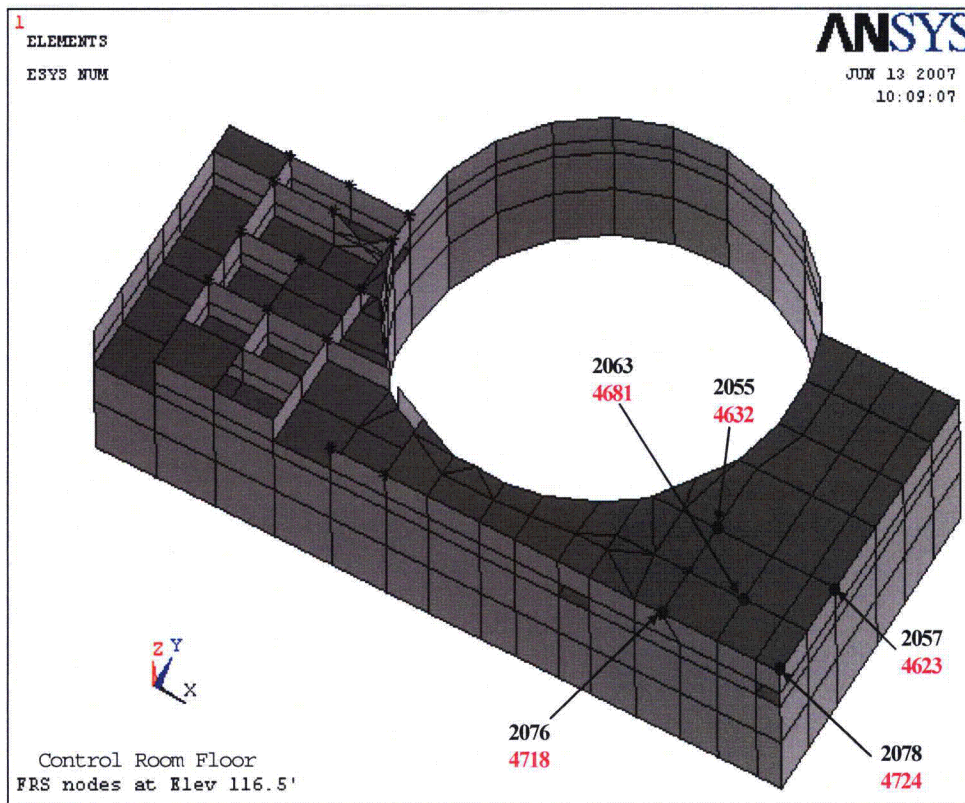 1
ELEMENTS
ESYS NUM
ANSYS
JUN 13 2007
10:09:07
2063
4681
2055
4632
2057
4623
2076
4718
2078
4724
Z
Y
X
Control Room Floor
FRS nodes at Elev 116.5'